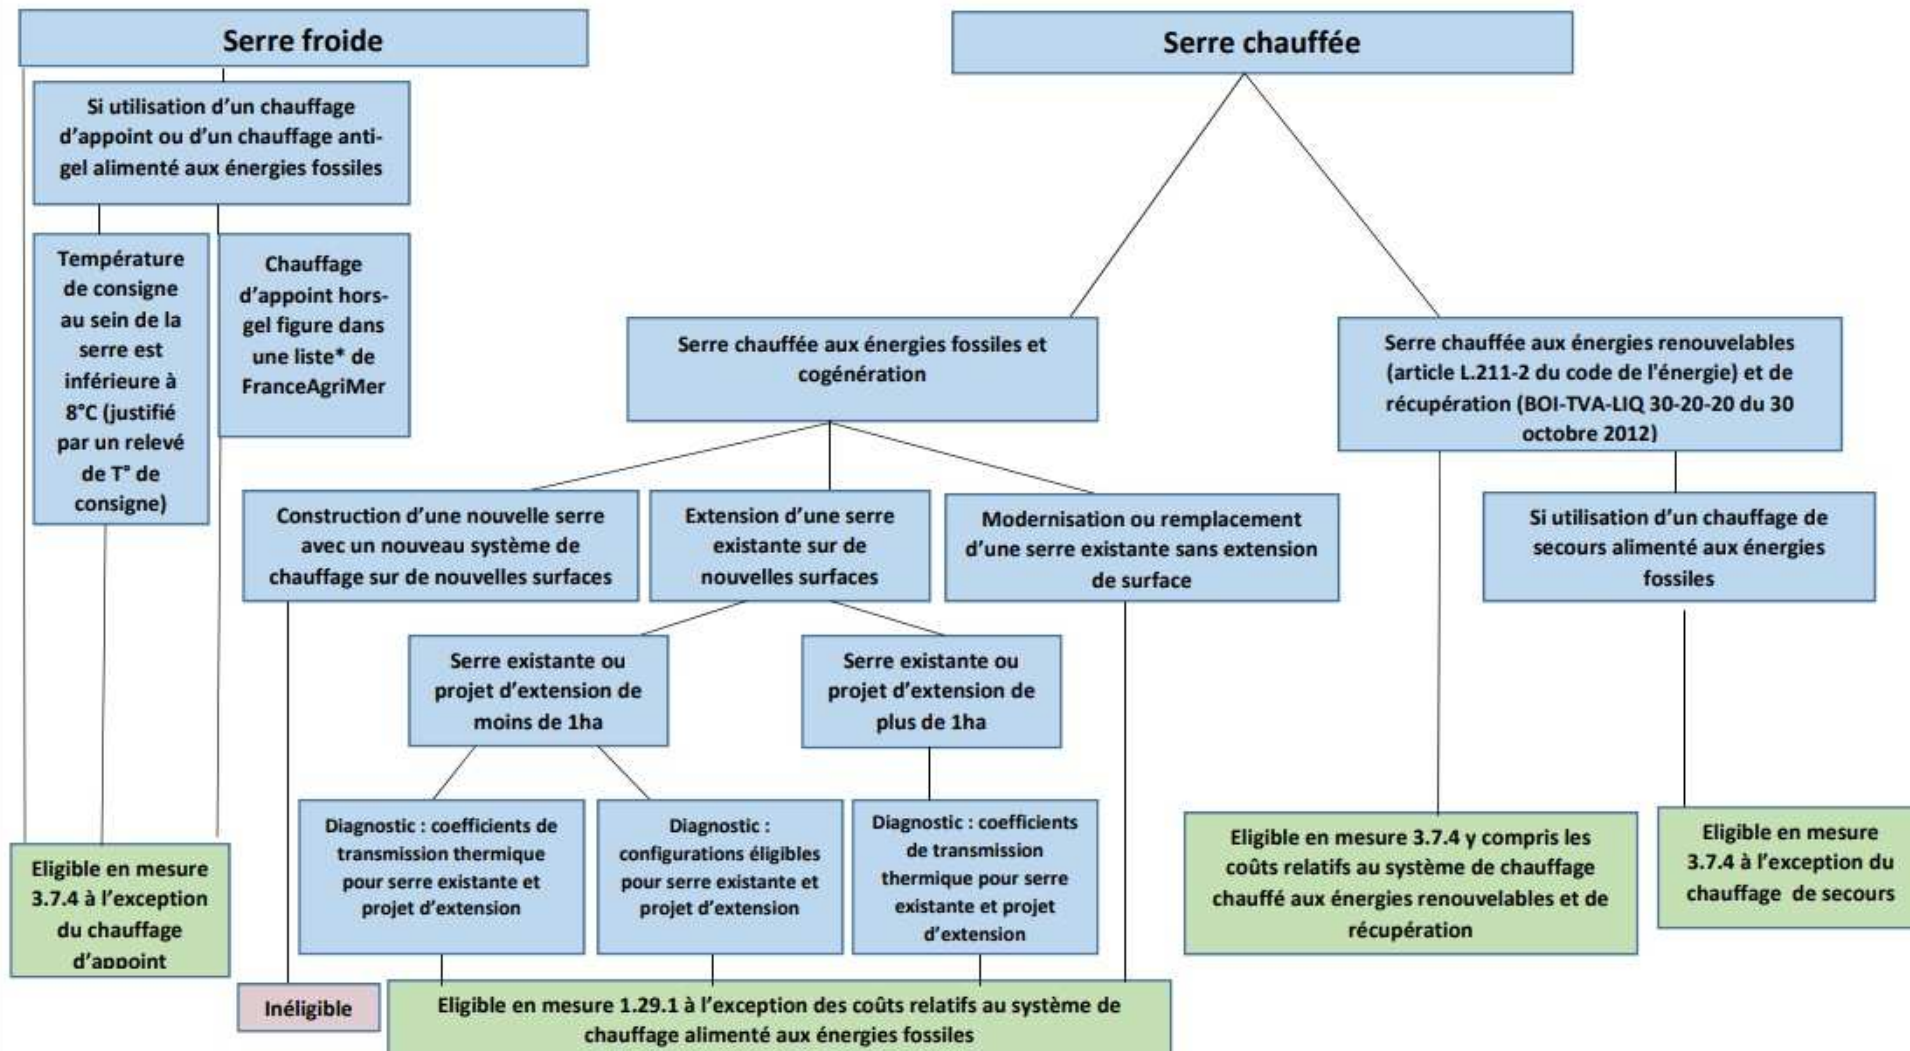 Serre froide
Si utilisation d'un chauffage
d'appoint ou d'un chauffage anti-
gel alimenté aux énergies fossiles
Température
de consigne
au sein de la
serre est
inférieure à
8°C (justifié
par un relevé
de T° de
consigne)
Chauffage
d'appoint hors-
gel figure dans
une liste* de
FranceAgriMer
Eligible en mesure
3.7.4 à l'exception
du chauffage
d'appoint
Serre chauffée
Serre chauffée aux énergies fossiles et
cogénération
Construction d'une nouvelle serre
avec un nouveau système de
chauffage sur de nouvelles surfaces
Extension d'une serre
existante sur de
nouvelles surfaces
Modernisation ou remplacement
d'une serre existante sans extension
de surface
Serre existante ou
projet d'extension de
moins de 1ha
Serre existante ou
projet d'extension de
plus de 1ha
Diagnostic : coefficients de
transmission thermique
pour serre existante et
projet d'extension
Diagnostic :
configurations éligibles
pour serre existante et
projet d'extension
Diagnostic : coefficients
de transmission
thermique pour serre
existante et projet
d'extension
Inéligible
Eligible en mesure 1.29.1 à l'exception des coûts relatifs au système de
chauffage alimenté aux énergies fossiles
Serre chauffée aux énergies renouvelables
(article L.211-2 du code de l'énergie) et de
récupération (BOI-TVA-LIQ 30-20-20 du 30
octobre 2012)
Si utilisation d'un chauffage de
secours alimenté aux énergies
fossiles
Eligible en mesure 3.7.4 y compris les
coûts relatifs au système de chauffage
chauffé aux énergies renouvelables et de
récupération
Eligible en mesure
3.7.4 à l'exception du
chauffage de secours